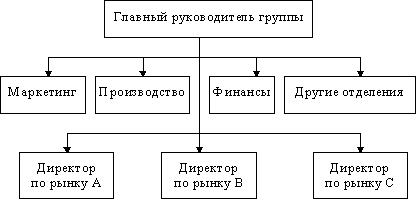 Главный руководитель группы
Маркетинг
Производство
Финансы
Другие отделения
Директор
по рынку А
Директор
по рынку В
Директор
по рынку С